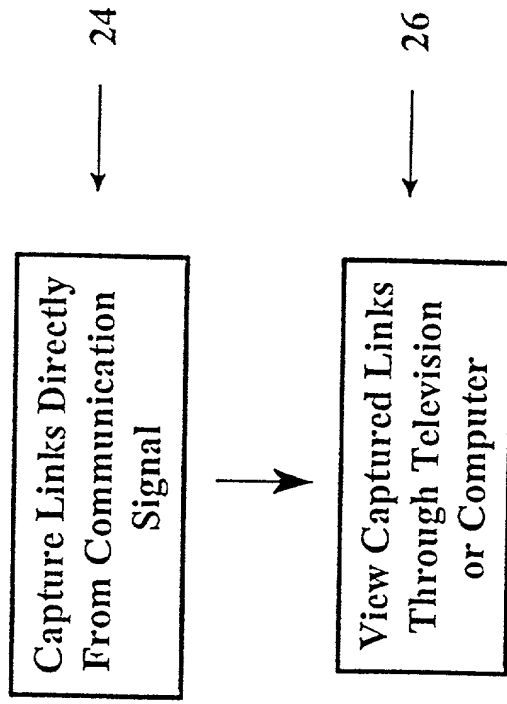 Capture Links Directly
From Communication
Signal
24
View Captured Links
Through Television
or Computer
26